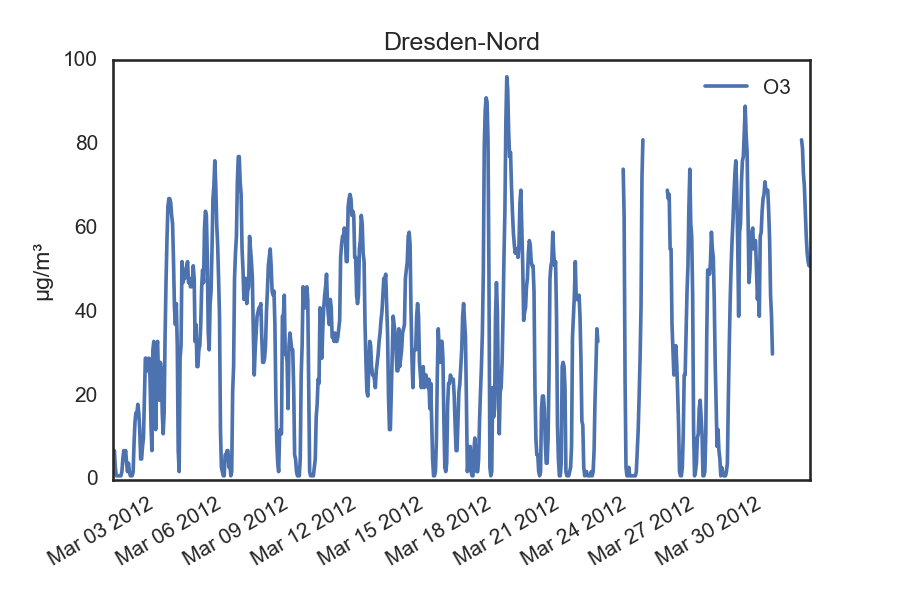 Dresden-Nord
O3
µg/m³
100
80
60
40
20
0
Mar 03 2012
Mar 06 2012
Mar 09 2012
Mar 12 2012
Mar 15 2012
Mar 18 2012
Mar 21 2012
Mar 24 2012
Mar 27 2012
Mar 30 2012